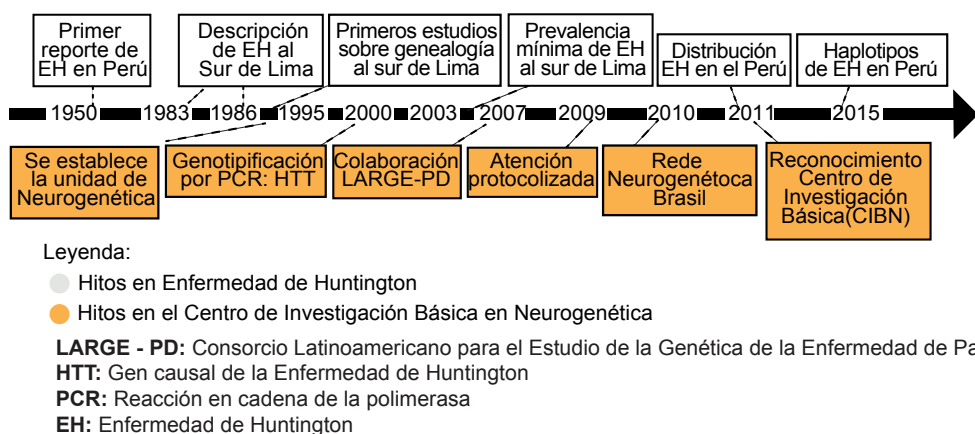 Primer
reporte de
EH en Perú
Descripción
de EH al
Sur de Lima
Primeros estudios
sobre genealogía
al sur de Lima
Prevalencia
mínima de EH
al sur de Lima
Distribución
EH en el Perú
Haplotipos
de EH en Perú
1950 1983 1986 1995 2000 2003 2007 2009 2010 2011 2015
Se establece
la unidad de
Neurogenética
Genotipificación
por PCR: HTT
Colaboración
LARGE-PD
Atención
protocolizada
Rede
Neurogenétoca
Brasil
Reconocimiento
Centro de
Investigación
Básica(CIBN)
Leyenda:
Hitos en Enfermedad de Huntington
Hitos en el Centro de Investigación Básica en Neurogenética
LARGE - PD: Consorcio Latinoamericano para el Estudio de la Genética de la Enfermedad de Pa
HTT: Gen causal de la Enfermedad de Huntington
PCR: Reacción en cadena de la polimerasa
EH: Enfermedad de Huntington